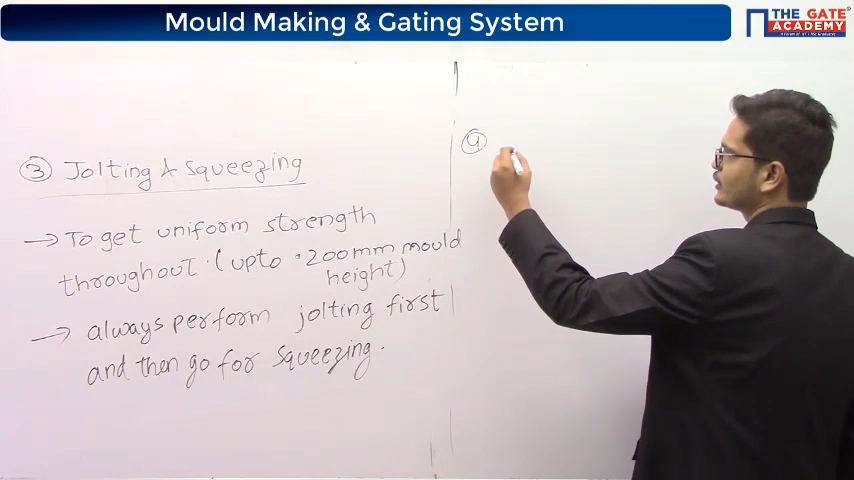 Mould Making & Gating System
THE GATE
ACADEMY
③ Jolting & Squeezing
→ To get uniform strength
throughout. (upto 200mm mould
height)
→ always perform jolting first
and then go for squeezing.
④